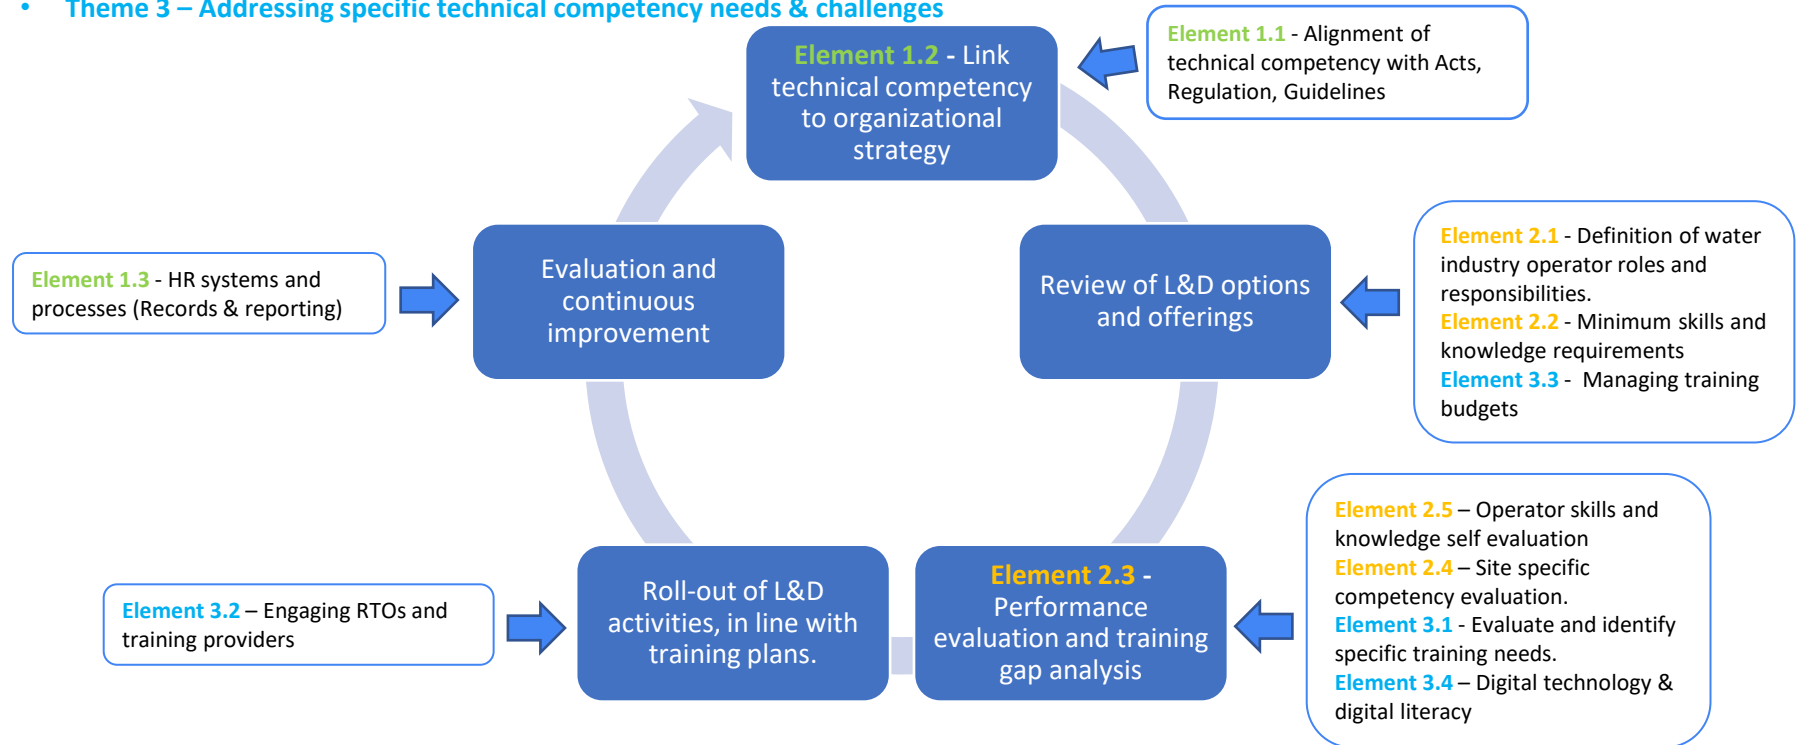 • Theme 3 – Addressing specific technical competency needs & challenges
Element 1.2 - Link
technical competency
to organizational
strategy
Element 1.1 - Alignment of
technical competency with Acts,
Regulation, Guidelines
Element 1.3 - HR systems and
processes (Records & reporting)
Evaluation and
continuous
improvement
Review of L&D options
and offerings
Element 2.1 - Definition of water
industry operator roles and
responsibilities.
Element 2.2 - Minimum skills and
knowledge requirements
Element 3.3 - Managing training
budgets
Element 3.2 – Engaging RTOs and
training providers
Roll-out of L&D
activities, in line with
training plans.
Element 2.3 -
Performance
evaluation and training
gap analysis
Element 2.5 – Operator skills and
knowledge self evaluation
Element 2.4 – Site specific
competency evaluation.
Element 3.1 - Evaluate and identify
specific training needs.
Element 3.4 – Digital technology &
digital literacy